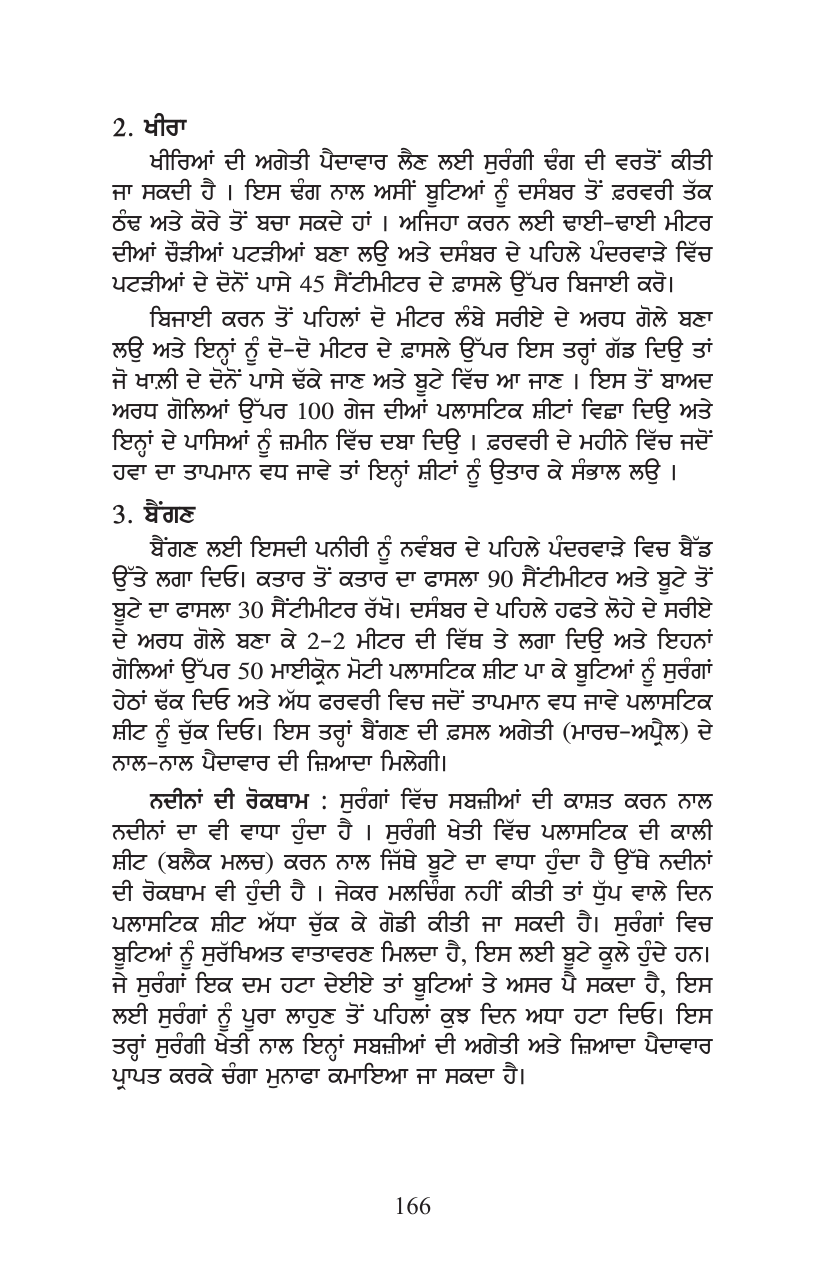 2. ਖੀਰਾ
ਖੀਰਿਆਂ ਦੀ ਅਗੇਤੀ ਪੈਦਾਵਾਰ ਲੈਣ ਲਈ ਸੁਰੰਗੀ ਢੰਗ ਦੀ ਵਰਤੋਂ ਕੀਤੀ
ਜਾ ਸਕਦੀ ਹੈ । ਇਸ ਢੰਗ ਨਾਲ ਅਸੀਂ ਬੂਟਿਆਂ ਨੂੰ ਦਸੰਬਰ ਤੋਂ ਫ਼ਰਵਰੀ ਤੱਕ
ਠੰਢ ਅਤੇ ਕੋਰੇ ਤੋਂ ਬਚਾ ਸਕਦੇ ਹਾਂ । ਅਜਿਹਾ ਕਰਨ ਲਈ ਢਾਈ-ਢਾਈ ਮੀਟਰ
ਦੀਆਂ ਚੌੜੀਆਂ ਪਟੜੀਆਂ ਬਣਾ ਲਉ ਅਤੇ ਦਸੰਬਰ ਦੇ ਪਹਿਲੇ ਪੰਦਰਵਾੜੇ ਵਿੱਚ
ਪਟੜੀਆਂ ਦੇ ਦੋਨੋਂ ਪਾਸੇ 45 ਸੈਂਟੀਮੀਟਰ ਦੇ ਫ਼ਾਸਲੇ ਉੱਪਰ ਬਿਜਾਈ ਕਰੋ।
ਬਿਜਾਈ ਕਰਨ ਤੋਂ ਪਹਿਲਾਂ ਦੋ ਮੀਟਰ ਲੰਬੇ ਸਰੀਏ ਦੇ ਅਰਧ ਗੋਲੇ ਬਣਾ
ਲਉ ਅਤੇ ਇਨ੍ਹਾਂ ਨੂੰ ਦੋ-ਦੋ ਮੀਟਰ ਦੇ ਫ਼ਾਸਲੇ ਉੱਪਰ ਇਸ ਤਰ੍ਹਾਂ ਗੱਡ ਦਿਉ ਤਾਂ
ਜੋ ਖਾਲ਼ੀ ਦੇ ਦੋਨੋਂ ਪਾਸੇ ਢੱਕੇ ਜਾਣ ਅਤੇ ਬੂਟੇ ਵਿੱਚ ਆ ਜਾਣ । ਇਸ ਤੋਂ ਬਾਅਦ
ਅਰਧ ਗੋਲਿਆਂ ਉੱਪਰ 100 ਗੇਜ ਦੀਆਂ ਪਲਾਸਟਿਕ ਸ਼ੀਟਾਂ ਵਿਛਾ ਦਿਉ ਅਤੇ
ਇਨ੍ਹਾਂ ਦੇ ਪਾਸਿਆਂ ਨੂੰ ਜ਼ਮੀਨ ਵਿੱਚ ਦਬਾ ਦਿਉ । ਫ਼ਰਵਰੀ ਦੇ ਮਹੀਨੇ ਵਿੱਚ ਜਦੋਂ
ਹਵਾ ਦਾ ਤਾਪਮਾਨ ਵਧ ਜਾਵੇ ਤਾਂ ਇਨ੍ਹਾਂ ਸ਼ੀਟਾਂ ਨੂੰ ਉਤਾਰ ਕੇ ਸੰਭਾਲ ਲਉ ।
3. ਬੈਂਗਣ
ਬੈਂਗਣ ਲਈ ਇਸਦੀ ਪਨੀਰੀ ਨੂੰ ਨਵੰਬਰ ਦੇ ਪਹਿਲੇ ਪੰਦਰਵਾੜੇ ਵਿਚ ਬੈੱਡ
ਉੱਤੇ ਲਗਾ ਦਿਓ। ਕਤਾਰ ਤੋਂ ਕਤਾਰ ਦਾ ਫਾਸਲਾ 90 ਸੈਂਟੀਮੀਟਰ ਅਤੇ ਬੂਟੇ ਤੋਂ
ਬੂਟੇ ਦਾ ਫਾਸਲਾ 30 ਸੈਂਟੀਮੀਟਰ ਰੱਖੋ। ਦਸੰਬਰ ਦੇ ਪਹਿਲੇ ਹਫਤੇ ਲੋਹੇ ਦੇ ਸਰੀਏ
ਦੇ ਅਰਧ ਗੋਲੇ ਬਣਾ ਕੇ 2-2 ਮੀਟਰ ਦੀ ਵਿੱਥ ਤੇ ਲਗਾ ਦਿਉ ਅਤੇ ਇਹਨਾਂ
ਗੋਲਿਆਂ ਉੱਪਰ 50 ਮਾਈਕ੍ਰੋਨ ਮੋਟੀ ਪਲਾਸਟਿਕ ਸ਼ੀਟ ਪਾ ਕੇ ਬੂਟਿਆਂ ਨੂੰ ਸੁਰੰਗਾਂ
ਹੇਠਾਂ ਢੱਕ ਦਿਓ ਅਤੇ ਅੱਧ ਫਰਵਰੀ ਵਿਚ ਜਦੋਂ ਤਾਪਮਾਨ ਵਧ ਜਾਵੇ ਪਲਾਸਟਿਕ
ਸ਼ੀਟ ਨੂੰ ਚੁੱਕ ਦਿਓ। ਇਸ ਤਰ੍ਹਾਂ ਬੈਂਗਣ ਦੀ ਫ਼ਸਲ ਅਗੇਤੀ (ਮਾਰਚ-ਅਪ੍ਰੈਲ) ਦੇ
ਨਾਲ-ਨਾਲ ਪੈਦਾਵਾਰ ਦੀ ਜ਼ਿਆਦਾ ਮਿਲੇਗੀ।
ਨਦੀਨਾਂ ਦੀ ਰੋਕਥਾਮ : ਸੁਰੰਗਾਂ ਵਿੱਚ ਸਬਜ਼ੀਆਂ ਦੀ ਕਾਸ਼ਤ ਕਰਨ ਨਾਲ
ਨਦੀਨਾਂ ਦਾ ਵੀ ਵਾਧਾ ਹੁੰਦਾ ਹੈ । ਸੁਰੰਗੀ ਖੇਤੀ ਵਿੱਚ ਪਲਾਸਟਿਕ ਦੀ ਕਾਲੀ
ਸ਼ੀਟ (ਬਲੈਕ ਮਲਚ) ਕਰਨ ਨਾਲ ਜਿੱਥੇ ਬੂਟੇ ਦਾ ਵਾਧਾ ਹੁੰਦਾ ਹੈ ਉੱਥੇ ਨਦੀਨਾਂ
ਦੀ ਰੋਕਥਾਮ ਵੀ ਹੁੰਦੀ ਹੈ । ਜੇਕਰ ਮਲਚਿੰਗ ਨਹੀਂ ਕੀਤੀ ਤਾਂ ਧੁੱਪ ਵਾਲੇ ਦਿਨ
ਪਲਾਸਟਿਕ ਸ਼ੀਟ ਅੱਧਾ ਚੁੱਕ ਕੇ ਗੋਡੀ ਕੀਤੀ ਜਾ ਸਕਦੀ ਹੈ। ਸੁਰੰਗਾਂ ਵਿਚ
ਬੂਟਿਆਂ ਨੂੰ ਸੁਰੱਖਿਅਤ ਵਾਤਾਵਰਣ ਮਿਲਦਾ ਹੈ, ਇਸ ਲਈ ਬੂਟੇ ਕੂਲੇ ਹੁੰਦੇ ਹਨ।
ਜੇ ਸੁਰੰਗਾਂ ਇਕ ਦਮ ਹਟਾ ਦੇਈਏ ਤਾਂ ਬੂਟਿਆਂ ਤੇ ਅਸਰ ਪੈ ਸਕਦਾ ਹੈ, ਇਸ
ਲਈ ਸੁਰੰਗਾਂ ਨੂੰ ਪੂਰਾ ਲਾਹੁਣ ਤੋਂ ਪਹਿਲਾਂ ਕੁਝ ਦਿਨ ਅਧਾ ਹਟਾ ਦਿਓ। ਇਸ
ਤਰ੍ਹਾਂ ਸੁਰੰਗੀ ਖੇਤੀ ਨਾਲ ਇਨ੍ਹਾਂ ਸਬਜ਼ੀਆਂ ਦੀ ਅਗੇਤੀ ਅਤੇ ਜ਼ਿਆਦਾ ਪੈਦਾਵਾਰ
ਪ੍ਰਾਪਤ ਕਰਕੇ ਚੰਗਾ ਮੁਨਾਫਾ ਕਮਾਇਆ ਜਾ ਸਕਦਾ ਹੈ।
166